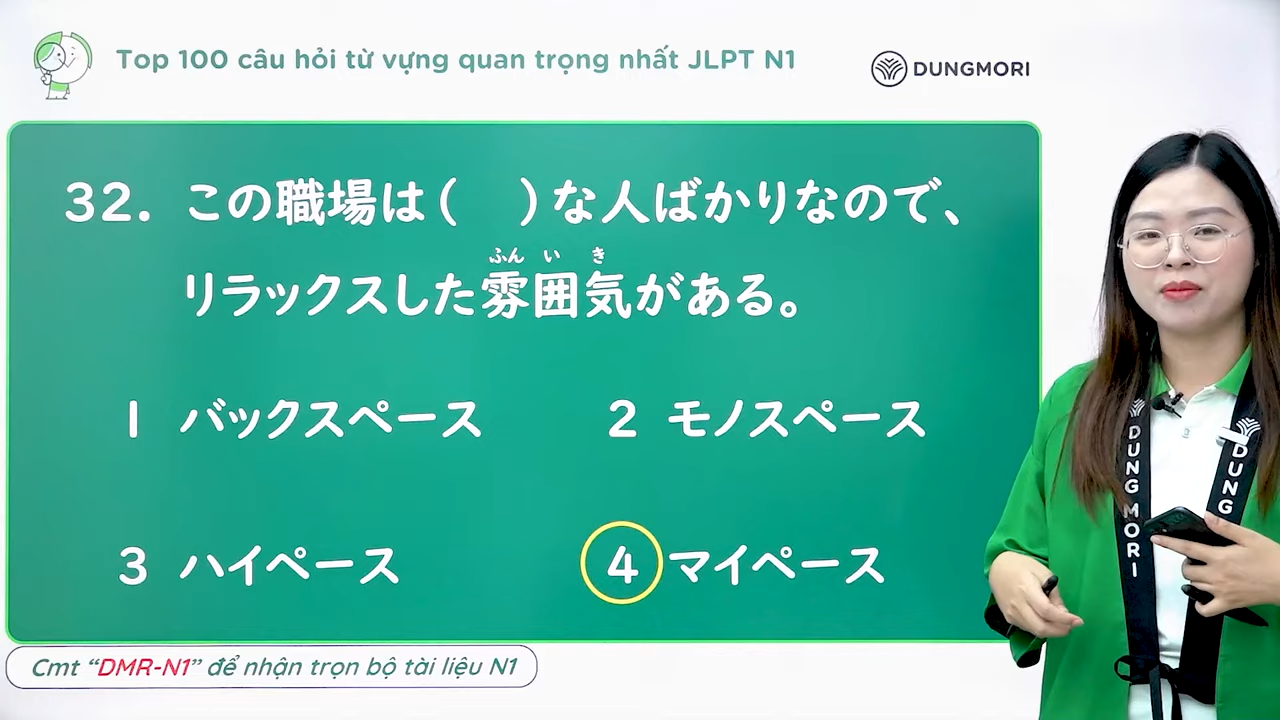 Top 100 câu hỏi từ vựng quan trọng nhất JLPT N1
DUNGMORI
32. この職場は(　)な人ばかりなので、
ふん い き
リラックスした雰囲気がある。
1 バックスペース
2 モノスペース
3 ハイペース
4 マイペース
Cmt “DMR-N1” để nhận trọn bộ tài liệu N1
DUNGMORI
DUNG